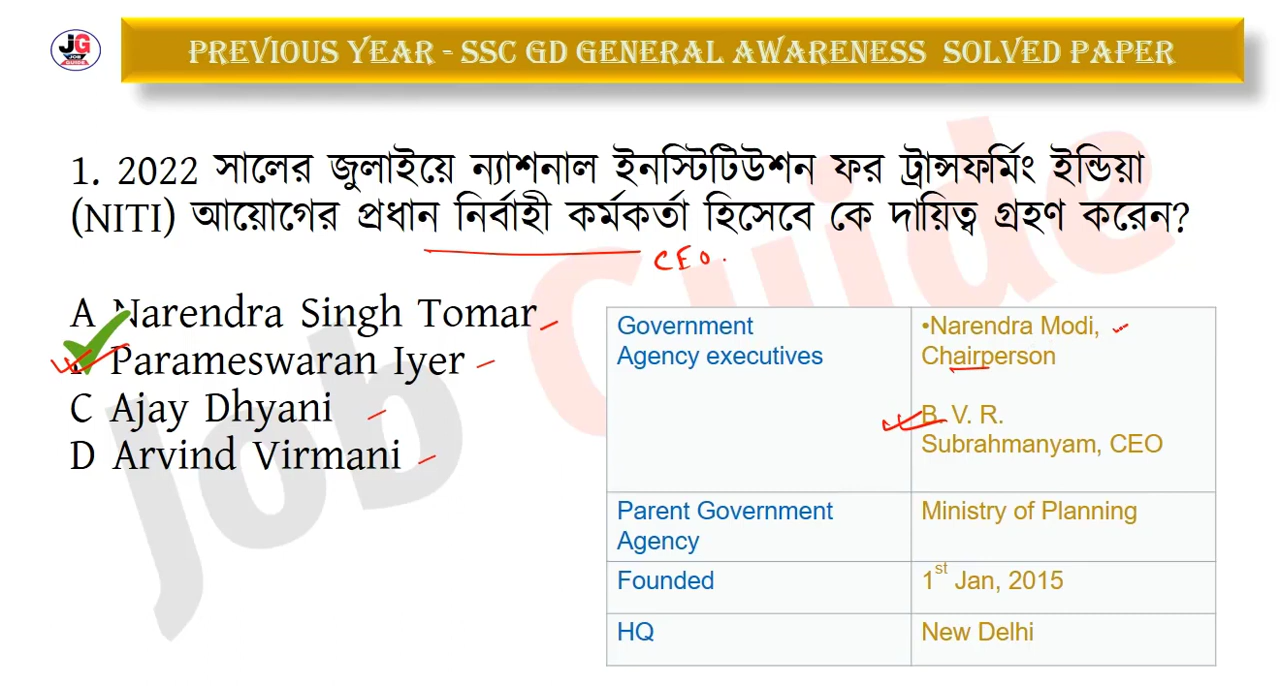 JG
JOB
GUIDE
PREVIOUS YEAR - SSC GD GENERAL AWARENESS SOLVED PAPER
1. 2022 সালের জুলাইয়ে ন্যাশনাল ইনস্টিটিউশন ফর ট্রান্সফর্মিং ইন্ডিয়া
(NITI) আয়োগের প্রধান নির্বাহী কর্মকর্তা হিসেবে কে দায়িত্ব গ্রহণ করেন?
CEO.
A Narendra Singh Tomar
B Parameswaran Iyer
C Ajay Dhyani
D Arvind Virmani
Government
Agency executives
•Narendra Modi,
Chairperson
B. V. R.
Subrahmanyam, CEO
Parent Government
Agency
Ministry of Planning
Founded
1st Jan, 2015
HQ
New Delhi
Job Guide